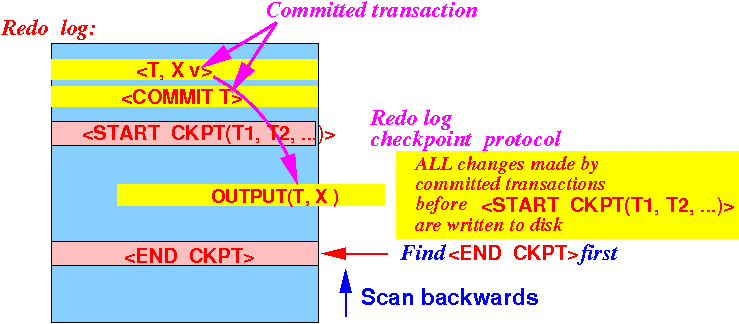 Committed transaction
Redo log:
<T, X v>
<COMMIT T>
<START CKPT(T1, T2, ...)>
Redo log
checkpoint protocol
ALL changes made by
committed transactions
before <START CKPT(T1, T2, ...)>
are written to disk
OUTPUT(T, X )
<END CKPT>
Find <END CKPT> first
Scan backwards